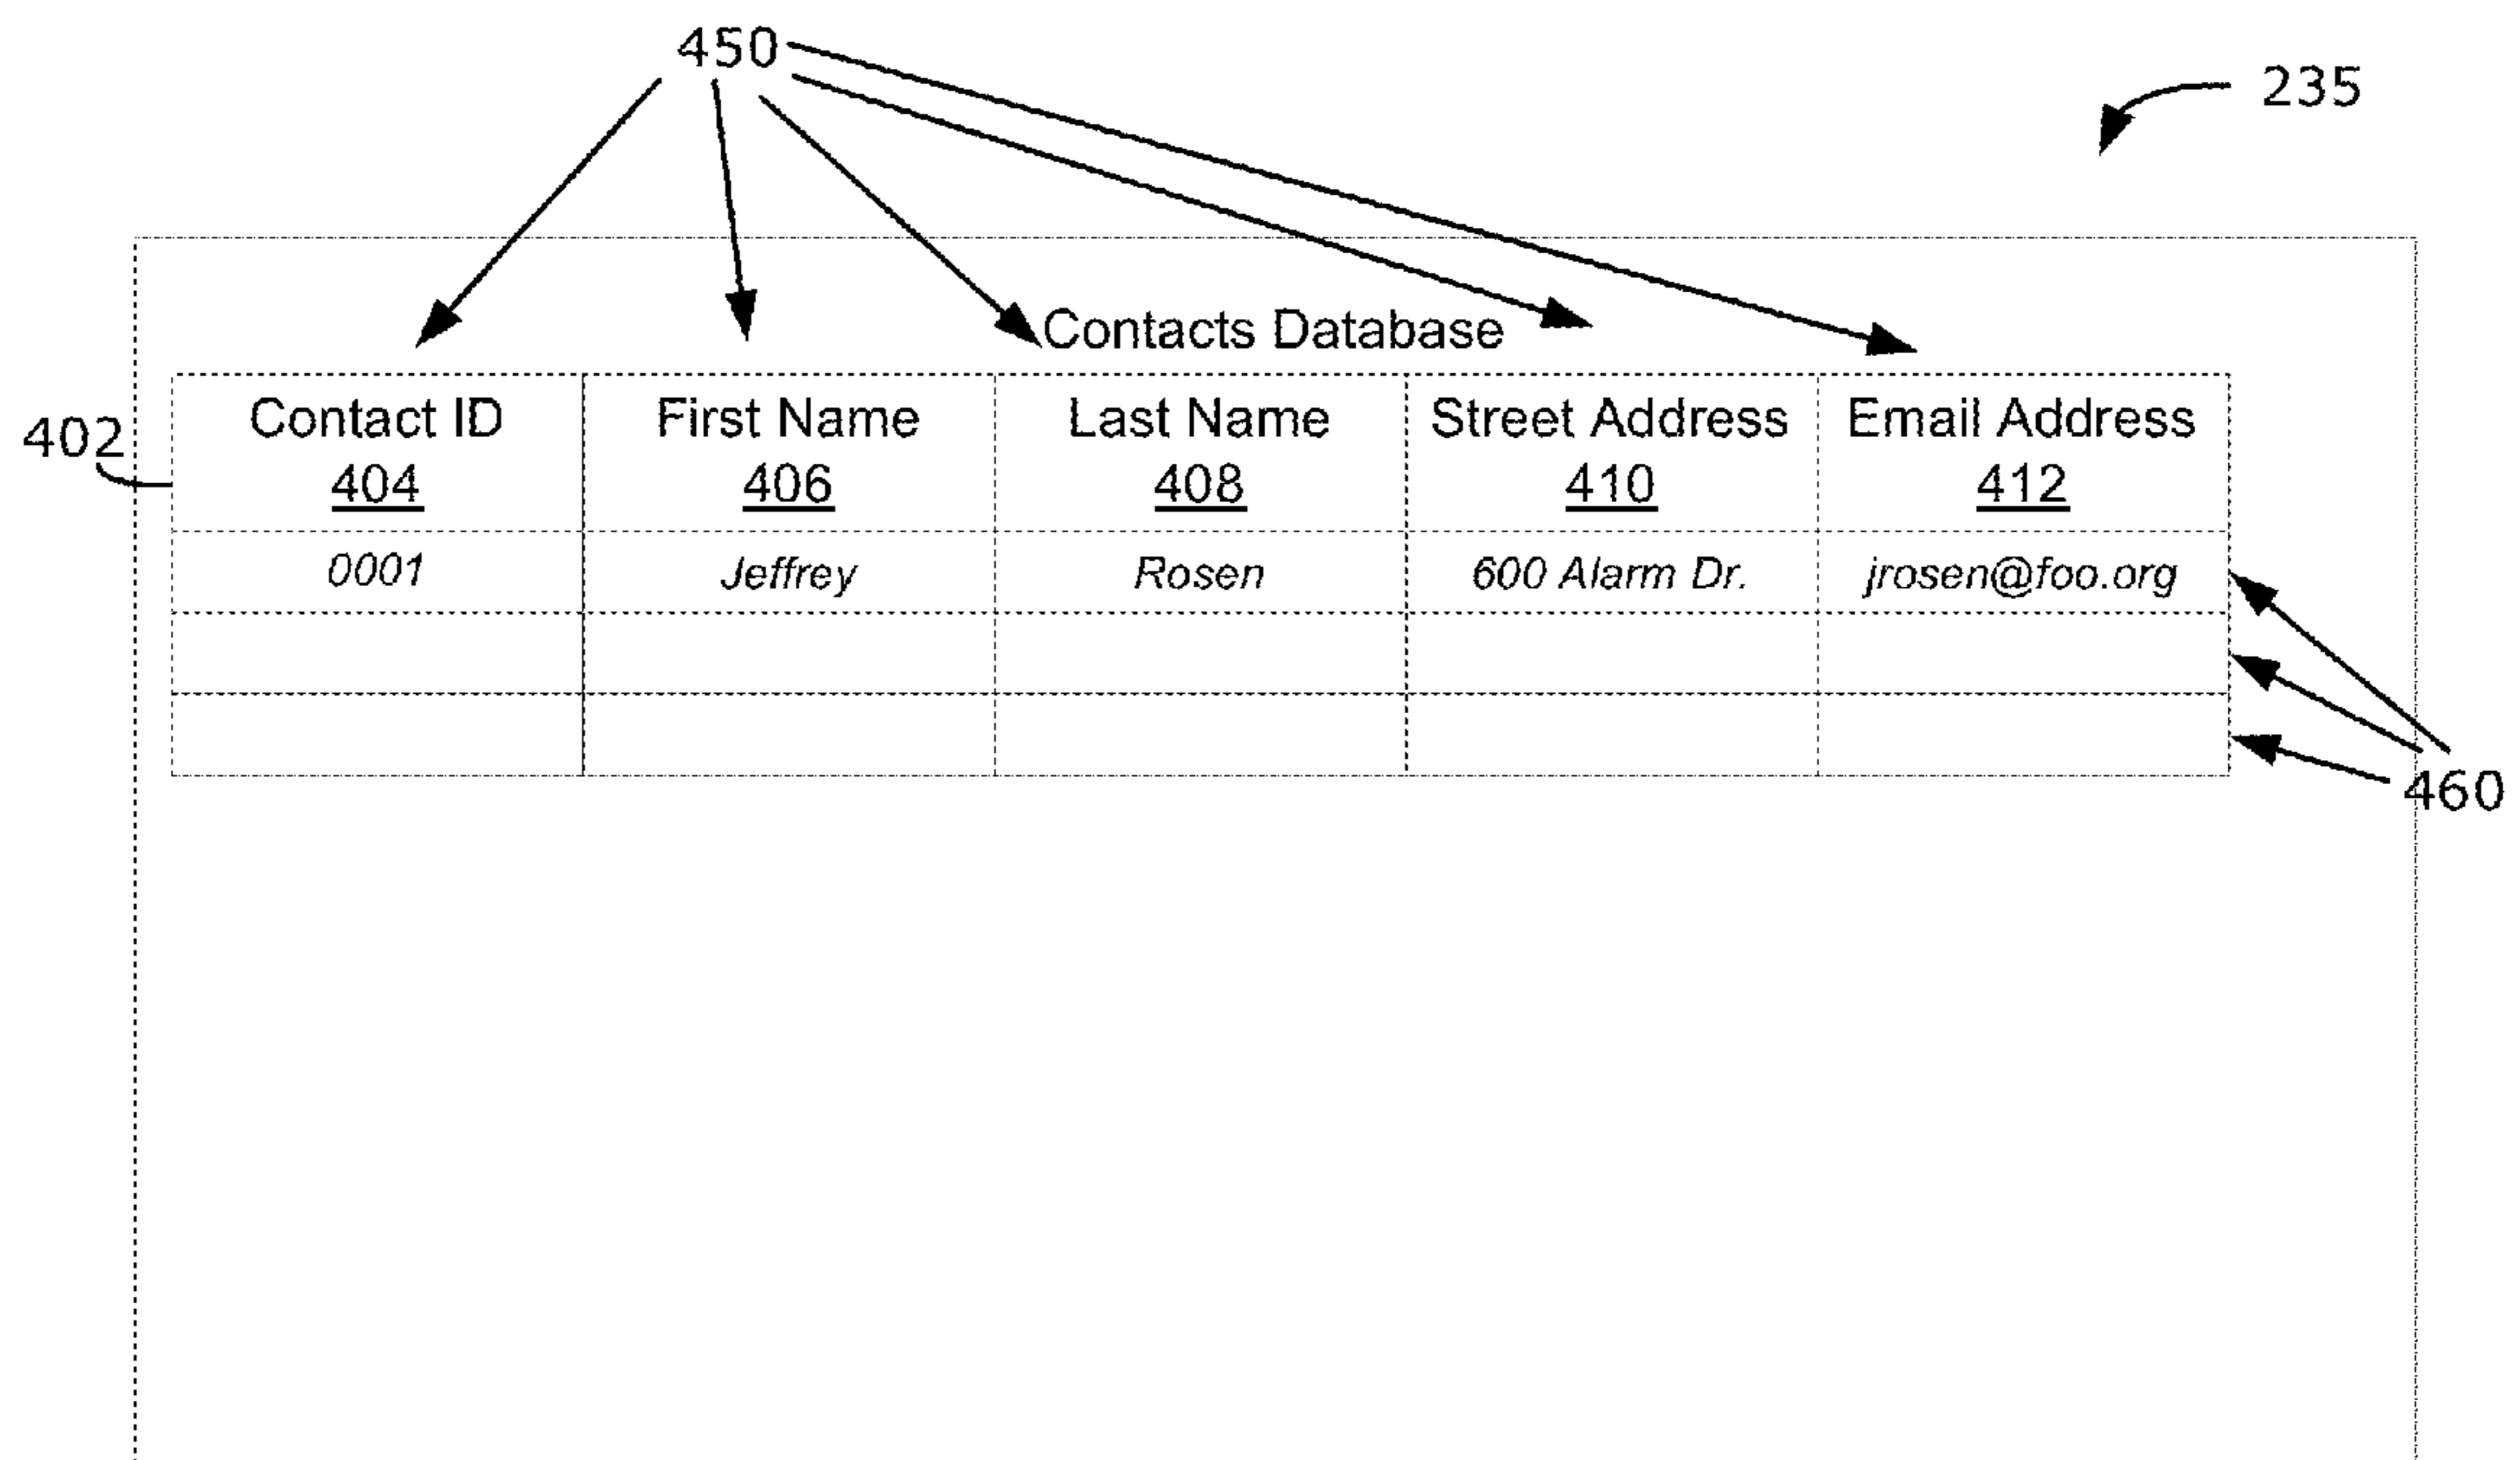 450
235
Contacts Database
402
Contact ID First Name Last Name Street Address Email Address
404 406 408 410 412
0001 Jeffrey Rosen 600 Alarm Dr. jrosen@foo.org
460